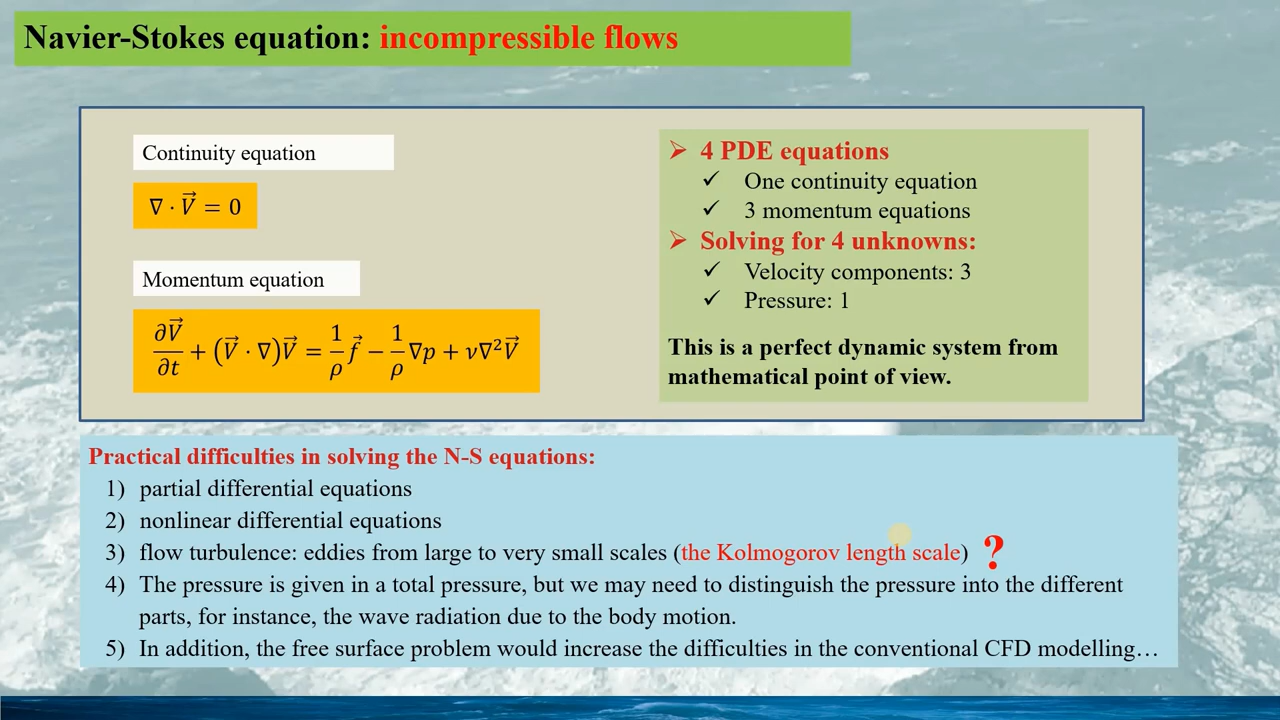 Navier-Stokes equation: incompressible flows
Continuity equation
∇ · V⃗ = 0
Momentum equation
∂V⃗/∂t + (V⃗ · ∇)V⃗ = 1/ρ f⃗ − 1/ρ ∇p + ν∇²V⃗
➢ 4 PDE equations
✓ One continuity equation
✓ 3 momentum equations
➢ Solving for 4 unknowns:
✓ Velocity components: 3
✓ Pressure: 1
This is a perfect dynamic system from
mathematical point of view.
Practical difficulties in solving the N-S equations:
1) partial differential equations
2) nonlinear differential equations
3) flow turbulence: eddies from large to very small scales (the Kolmogorov length scale) ?
4) The pressure is given in a total pressure, but we may need to distinguish the pressure into the different
parts, for instance, the wave radiation due to the body motion.
5) In addition, the free surface problem would increase the difficulties in the conventional CFD modelling…